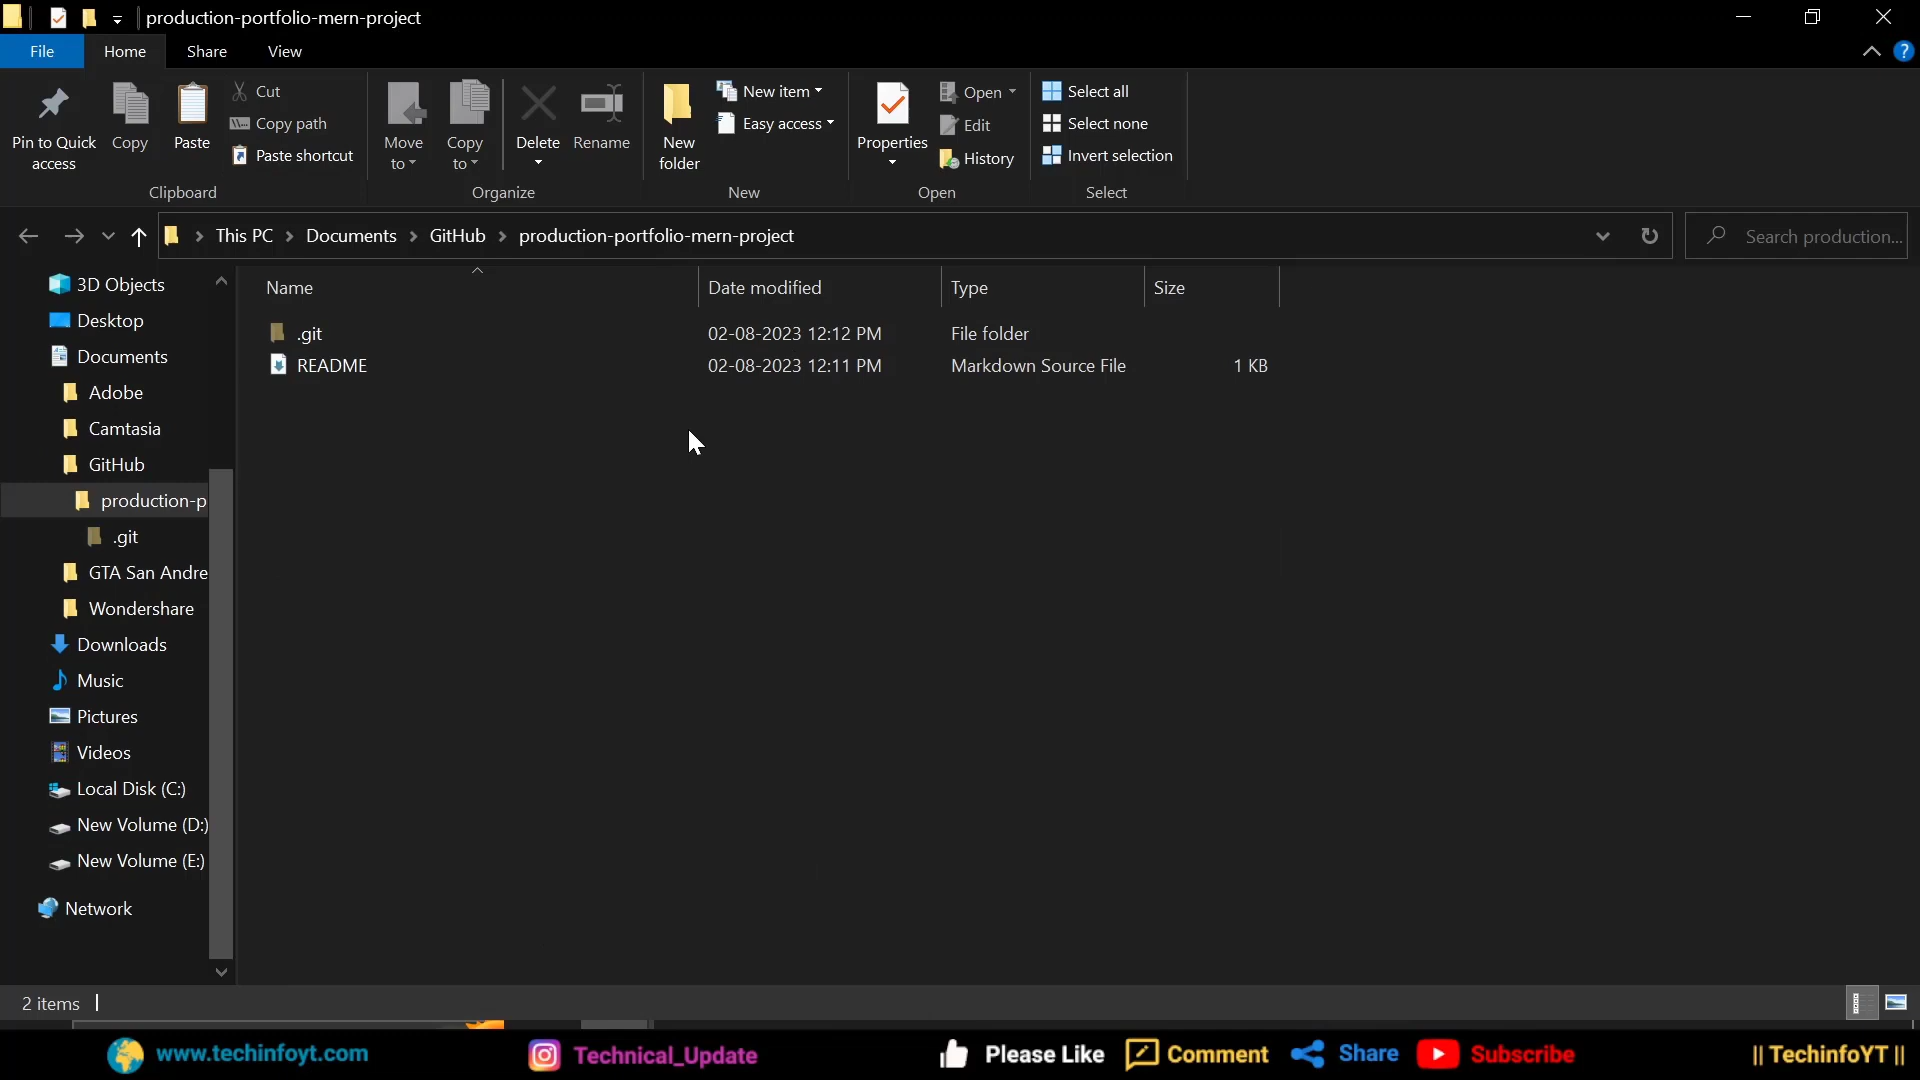 production-portfolio-mern-project
File Home Share View
Pin to Quick access
Copy
Paste
Cut
Copy path
Paste shortcut
Move to
Copy to
Delete
Rename
New folder
New item
Easy access
Properties
Open
Edit
History
Select all
Select none
Invert selection
Clipboard Organize New Open Select
This PC > Documents > GitHub > production-portfolio-mern-project
Search production...
3D Objects
Desktop
Documents
Adobe
Camtasia
GitHub
production-p
.git
GTA San Andre
Wondershare
Downloads
Music
Pictures
Videos
Local Disk (C:)
New Volume (D:)
New Volume (E:)
Network
Name Date modified Type Size
.git 02-08-2023 12:12 PM File folder
README 02-08-2023 12:11 PM Markdown Source File 1 KB
2 items
www.techinfoyt.com Technical_Update Please Like Comment Share Subscribe || TechinfoYT ||